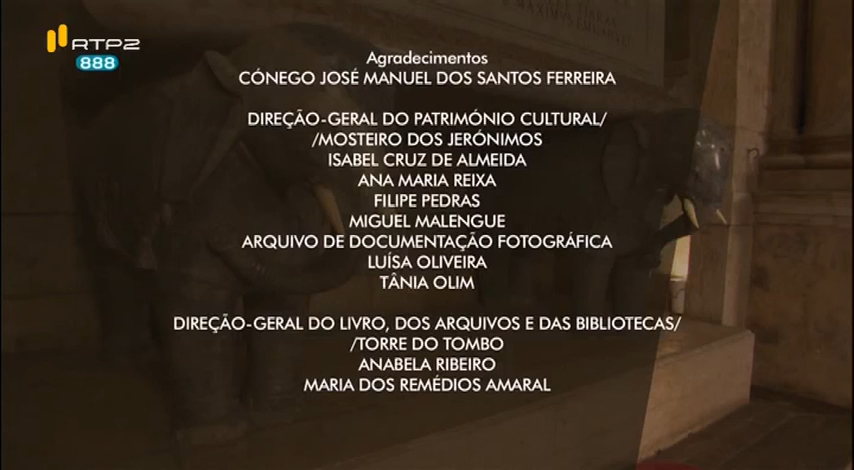 RTP2
888
Agradecimentos
CÓNEGO JOSÉ MANUEL DOS SANTOS FERREIRA
DIREÇÃO-GERAL DO PATRIMÓNIO CULTURAL/
/MOSTEIRO DOS JERÓNIMOS
ISABEL CRUZ DE ALMEIDA
ANA MARIA REIXA
FILIPE PEDRAS
MIGUEL MALENGUE
ARQUIVO DE DOCUMENTAÇÃO FOTOGRÁFICA
LUÍSA OLIVEIRA
TÂNIA OLIM
DIREÇÃO-GERAL DO LIVRO, DOS ARQUIVOS E DAS BIBLIOTECAS/
/TORRE DO TOMBO
ANABELA RIBEIRO
MARIA DOS REMÉDIOS AMARAL